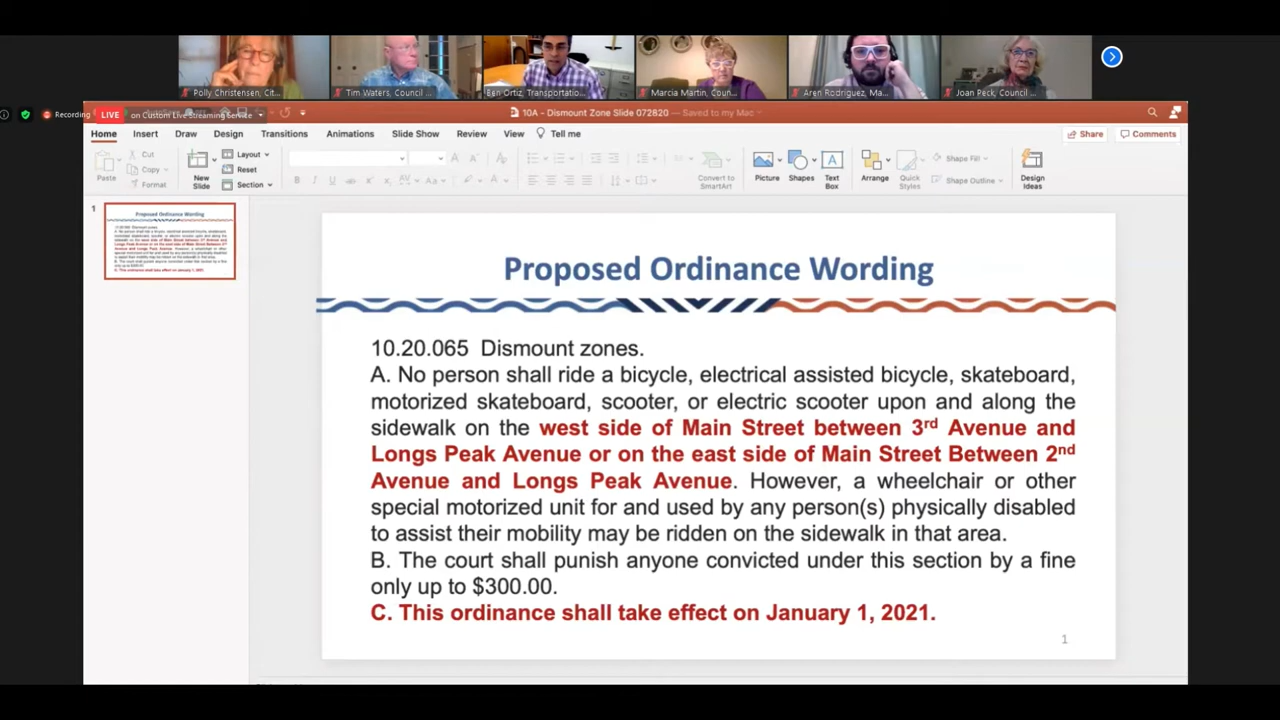 Polly Christensen, Cit...
Tim Waters, Council
Ben Ortiz, Transportatio...
Marcia Martin, Coun...
Aren Rodriguez, Ma...
Joan Peck, Council
Recording
LIVE
on Custom Live Streaming Service
10A - Dismount Zone Slide 072820 – Saved to my Mac
Home Insert Draw Design Transitions Animations Slide Show Review View Tell me
Share Comments
Paste
Cut
Copy
Format
New Slide
Layout
Reset
Section
Convert to SmartArt
Picture
Shapes
Text Box
Arrange
Quick Styles
Shape Fill
Shape Outline
Design Ideas
1
Proposed Ordinance Wording
10.20.065 Dismount zones.
A. No person shall ride a bicycle, electrical assisted bicycle, skateboard,
motorized skateboard, scooter, or electric scooter upon and along the
sidewalk on the west side of Main Street between 3rd Avenue and
Longs Peak Avenue or on the east side of Main Street Between 2nd
Avenue and Longs Peak Avenue. However, a wheelchair or other
special motorized unit for and used by any person(s) physically disabled
to assist their mobility may be ridden on the sidewalk in that area.
B. The court shall punish anyone convicted under this section by a fine
only up to $300.00.
C. This ordinance shall take effect on January 1, 2021.
1